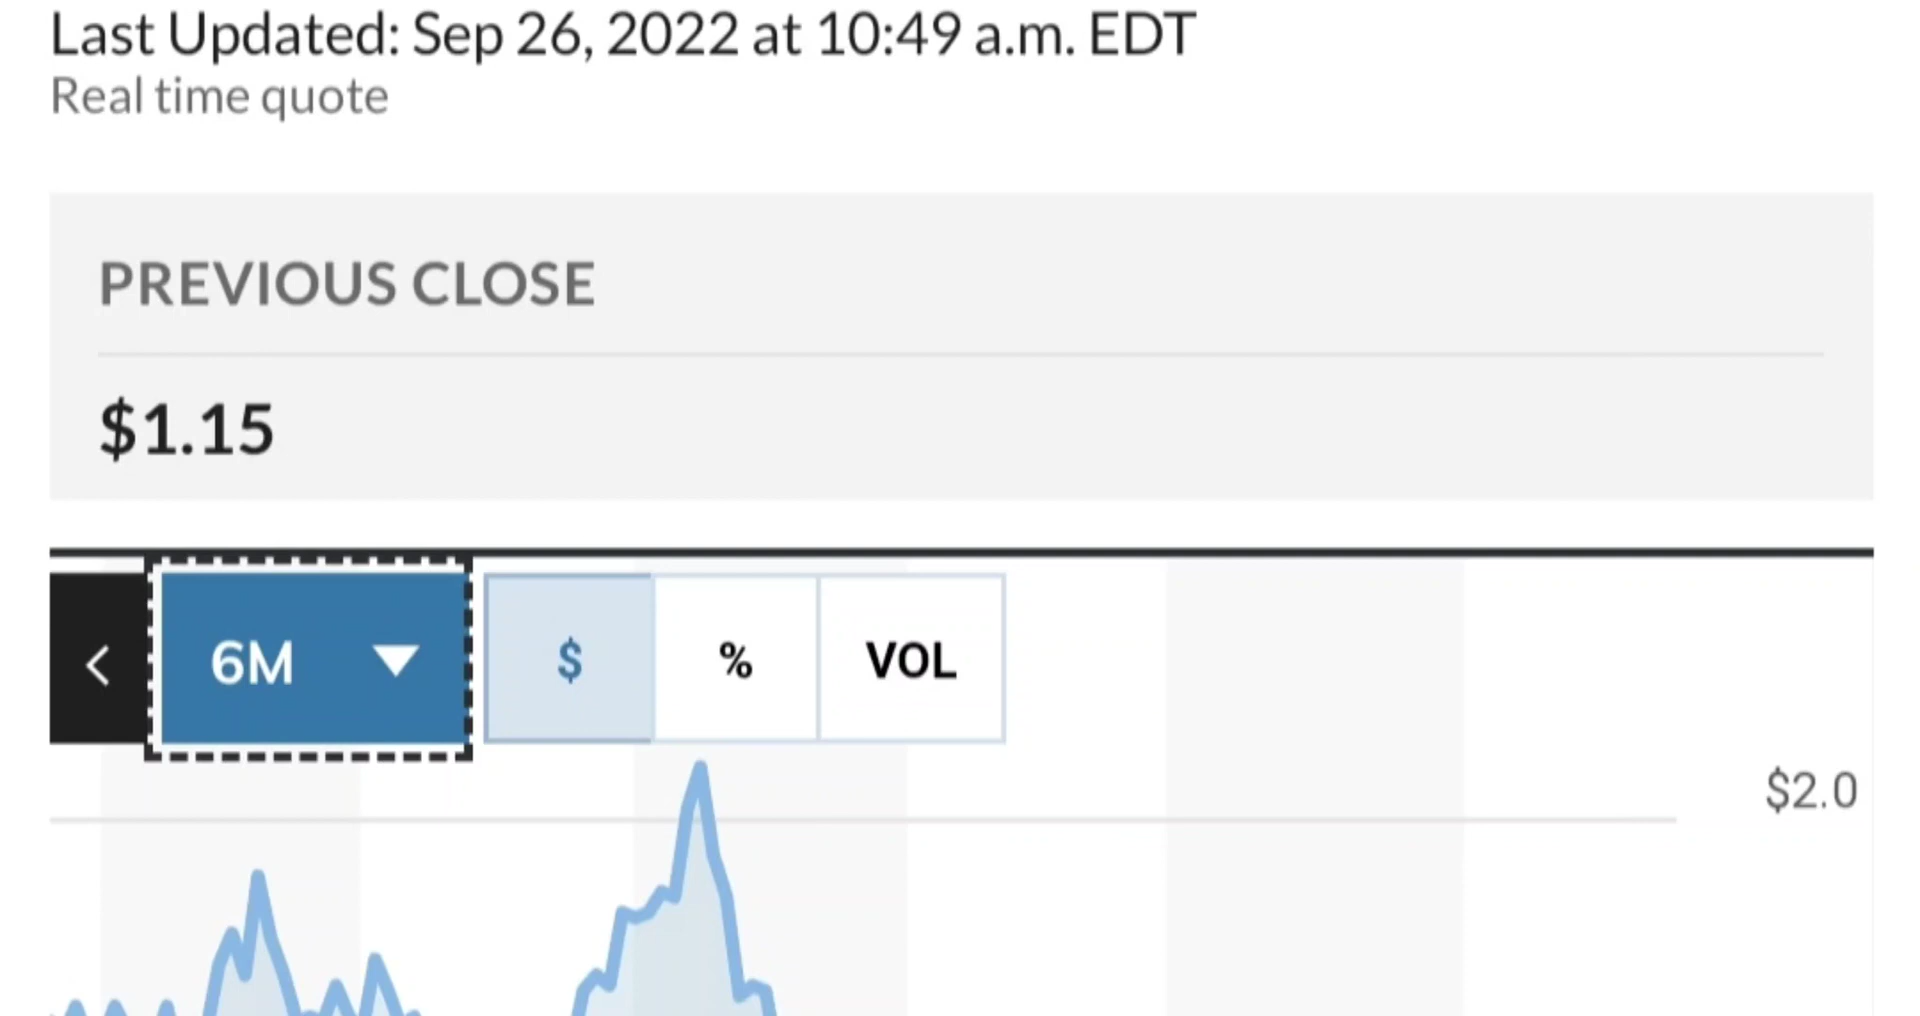 Last Updated: Sep 26, 2022 at 10:49 a.m. EDT
Real time quote
PREVIOUS CLOSE
$1.15
6M $ % VOL
$2.0